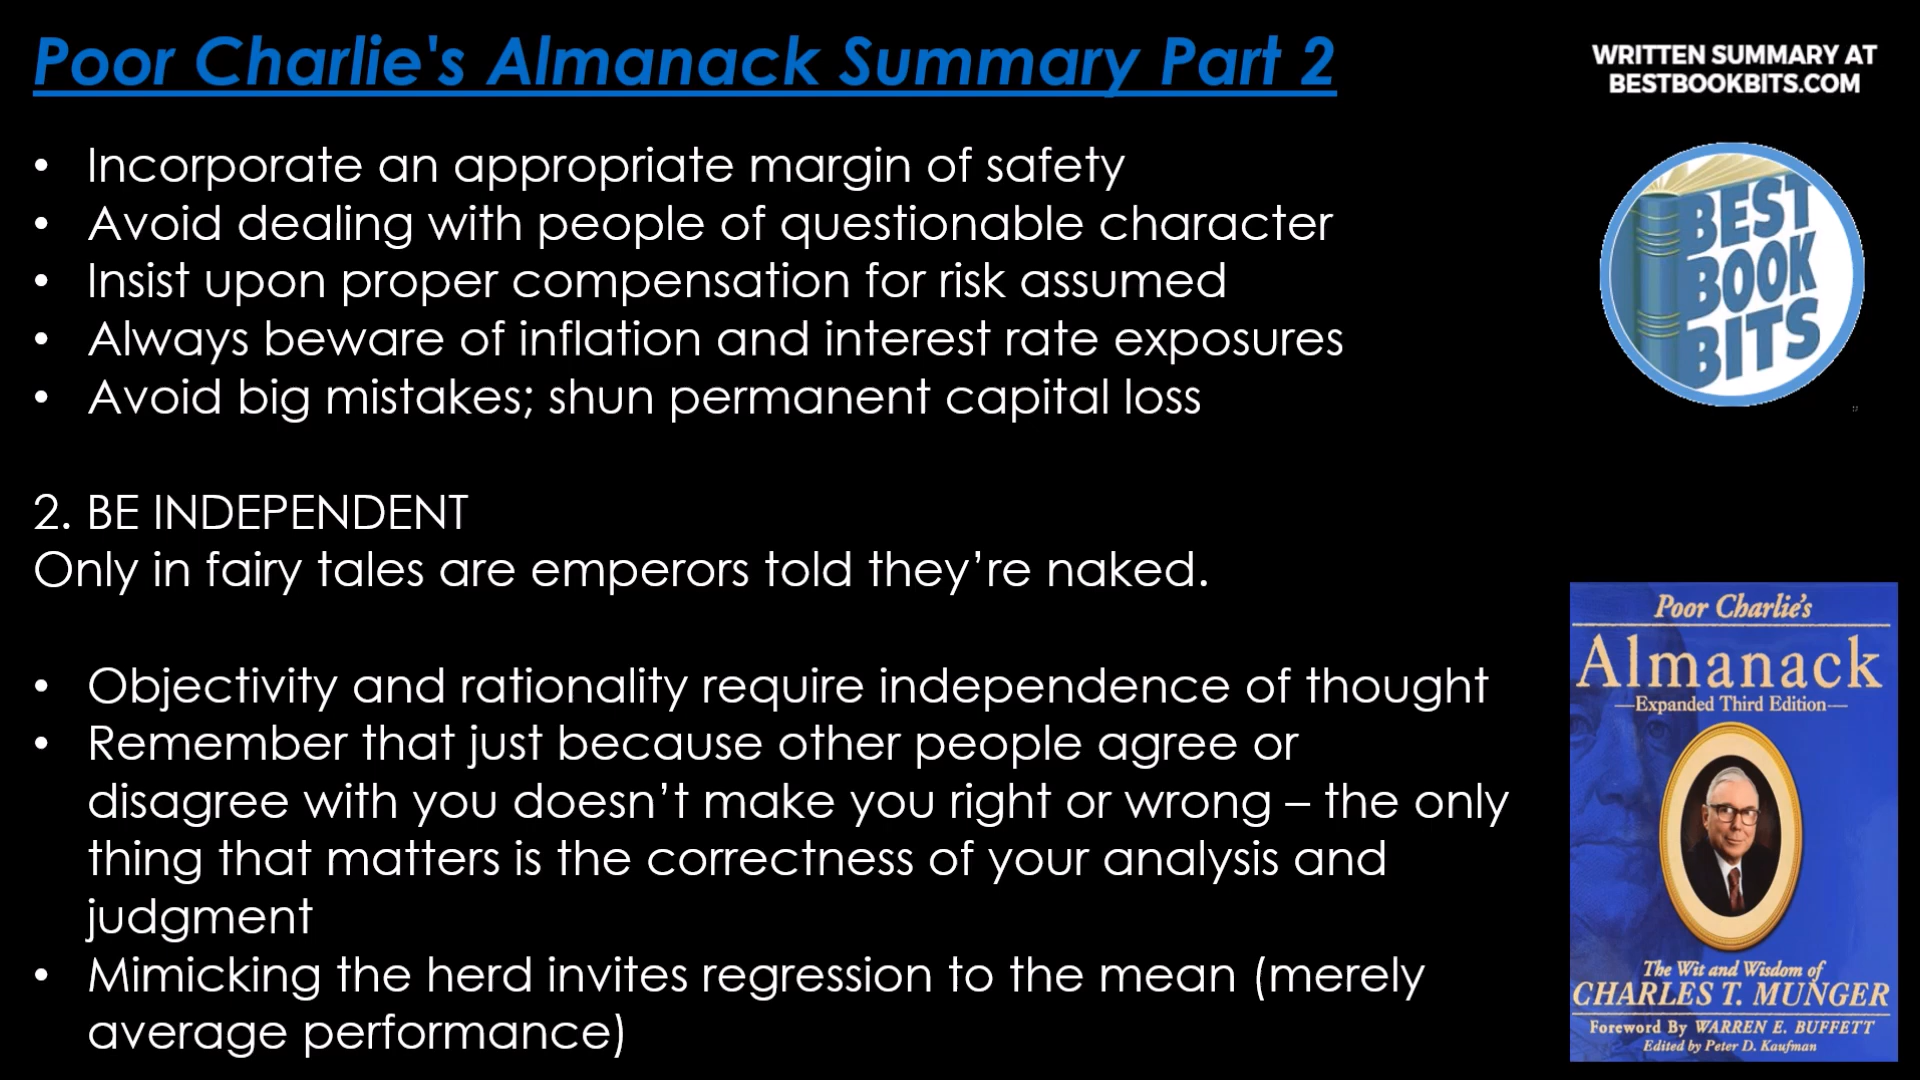 Poor Charlie's Almanack Summary Part 2
WRITTEN SUMMARY AT
BESTBOOKBITS.COM
• Incorporate an appropriate margin of safety
• Avoid dealing with people of questionable character
• Insist upon proper compensation for risk assumed
• Always beware of inflation and interest rate exposures
• Avoid big mistakes; shun permanent capital loss
BEST
BOOK
BITS
2. BE INDEPENDENT
Only in fairy tales are emperors told they’re naked.
• Objectivity and rationality require independence of thought
• Remember that just because other people agree or
disagree with you doesn’t make you right or wrong – the only
thing that matters is the correctness of your analysis and
judgment
• Mimicking the herd invites regression to the mean (merely
average performance)
Poor Charlie’s
Almanack
—Expanded Third Edition—
The Wit and Wisdom of
CHARLES T. MUNGER
Foreword By WARREN E. BUFFETT
Edited by Peter D. Kaufman